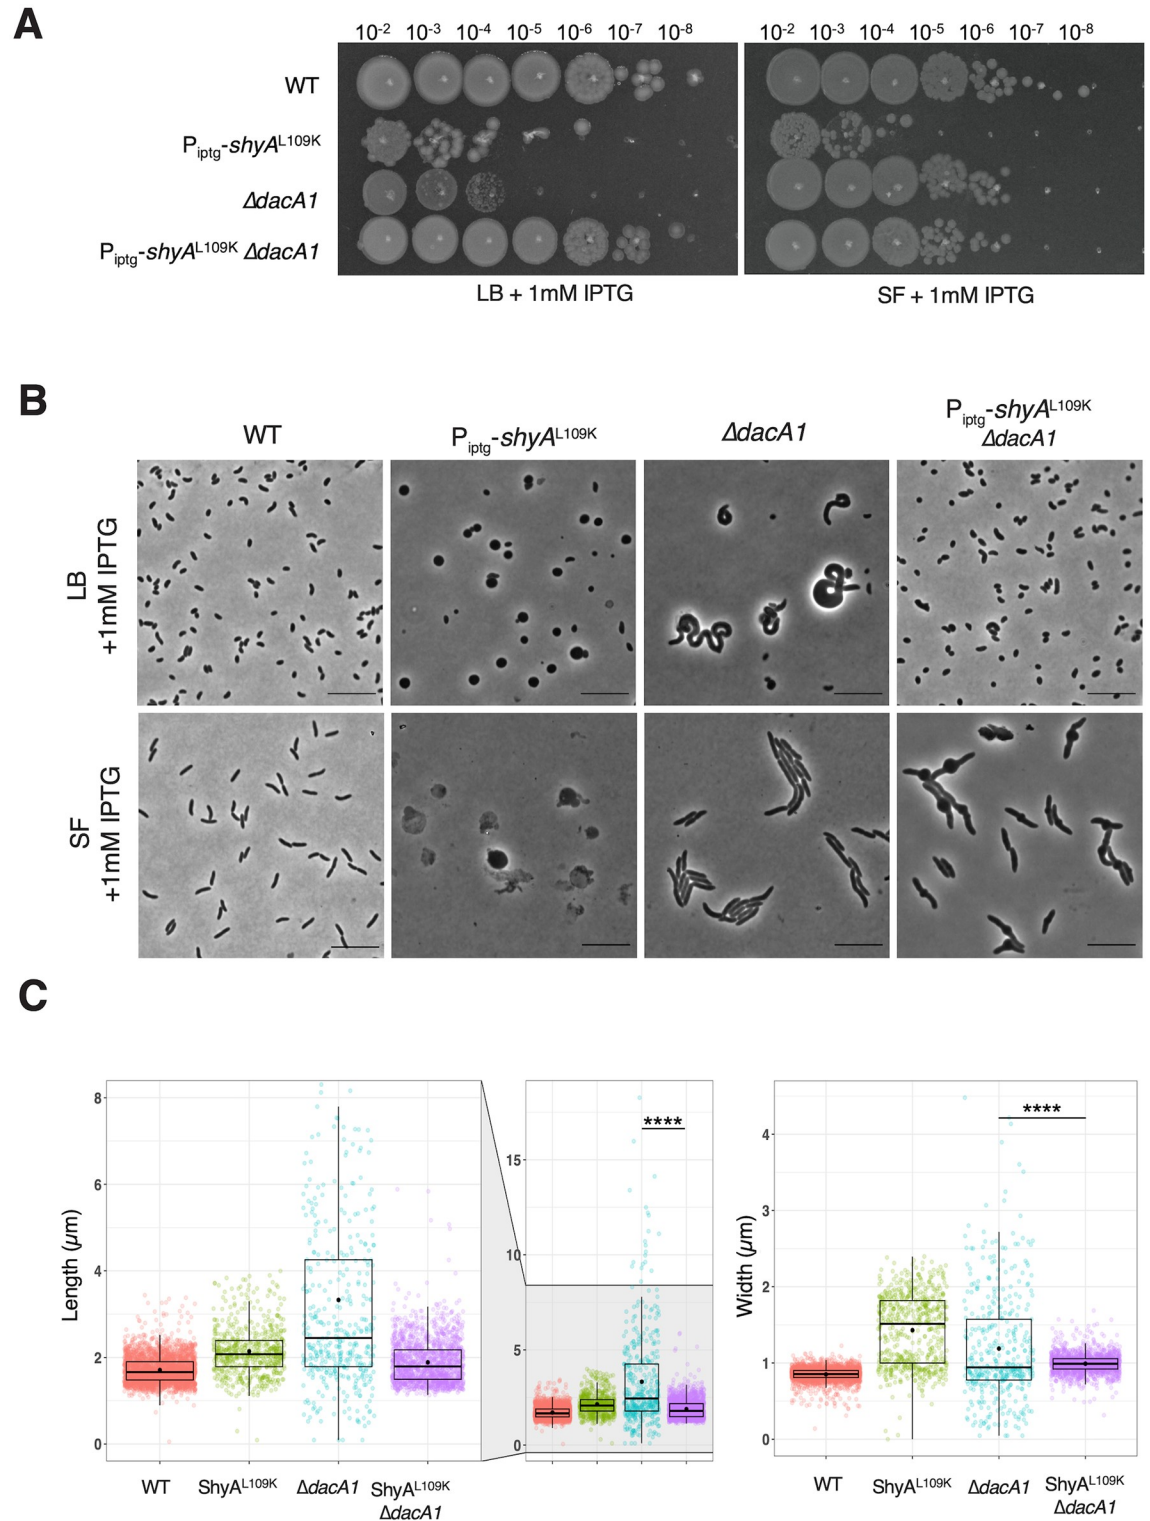 A
10-2 10-3 10-4 10-5 10-6 10-7 10-8
10-2 10-3 10-4 10-5 10-6 10-7 10-8
WT
Piptg-shyAL109K
ΔdacA1
Piptg-shyAL109K ΔdacA1
LB + 1mM IPTG
SF + 1mM IPTG
B
WT
Piptg-shyAL109K
ΔdacA1
Piptg-shyAL109K
ΔdacA1
LB
+1mM IPTG
SF
+1mM IPTG
C
Length (µm)
8
6
4
2
0
WT
ShyAL109K
ΔdacA1
ShyAL109K
ΔdacA1
****
15
10
5
0
Width (µm)
****
4
3
2
1
0
WT
ShyAL109K
ΔdacA1
ShyAL109K
ΔdacA1